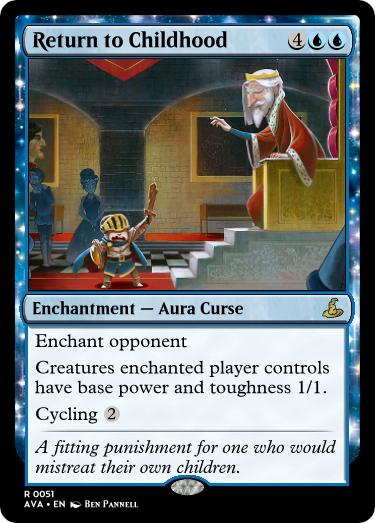 Return to Childhood 4
Enchantment — Aura Curse
Enchant opponent
Creatures enchanted player controls
have base power and toughness 1/1.
Cycling 2
A fitting punishment for one who would
mistreat their own children.
R 0051
AVA • EN Ben Pannell